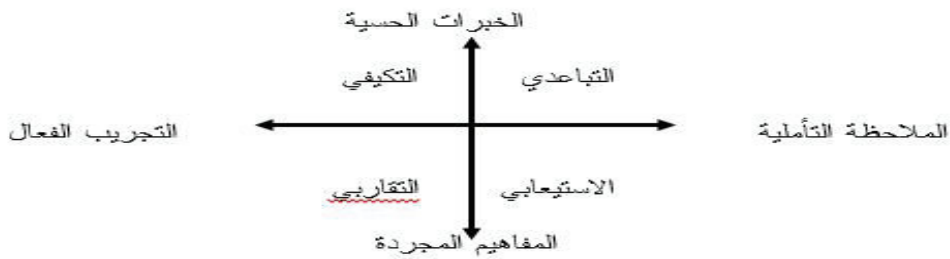 الخبرات الحسية
التباعدي
التكيفي
الملاحظة التأملية
التجريب الفعال
الاستيعابي
التقاربي
المفاهيم المجردة